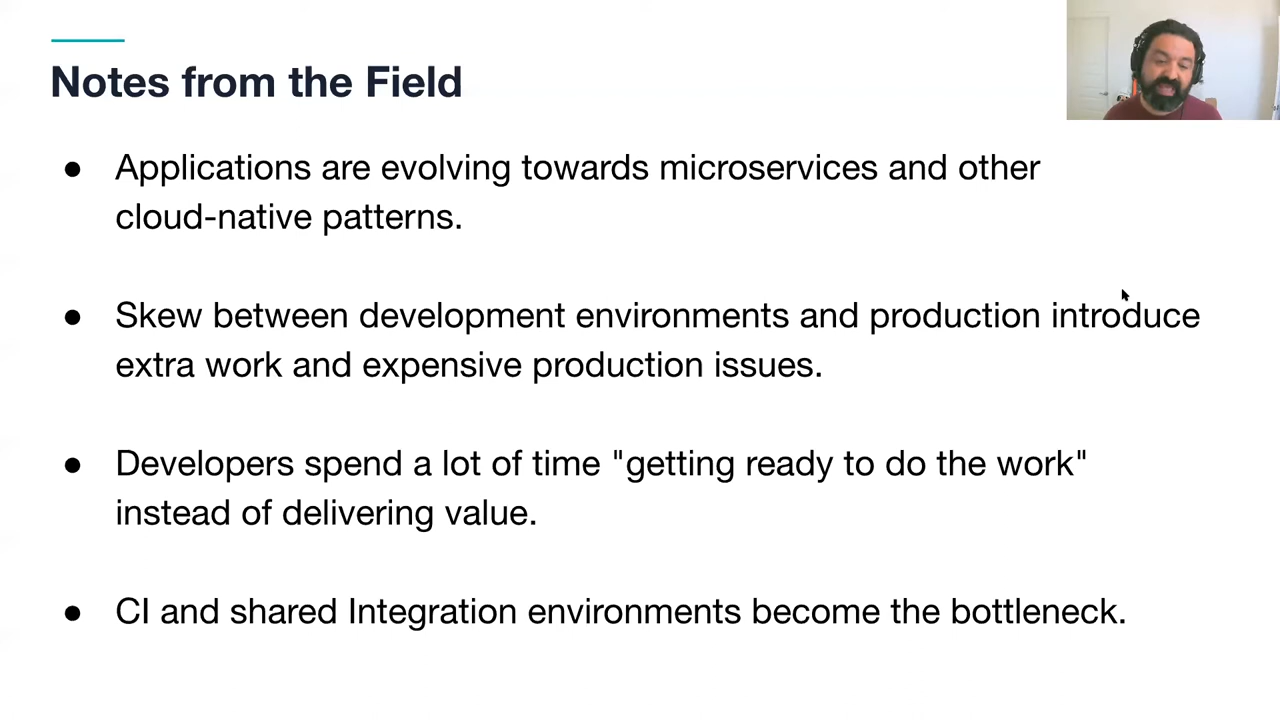 Notes from the Field
● Applications are evolving towards microservices and other
cloud-native patterns.
● Skew between development environments and production introduce
extra work and expensive production issues.
● Developers spend a lot of time "getting ready to do the work"
instead of delivering value.
● CI and shared Integration environments become the bottleneck.